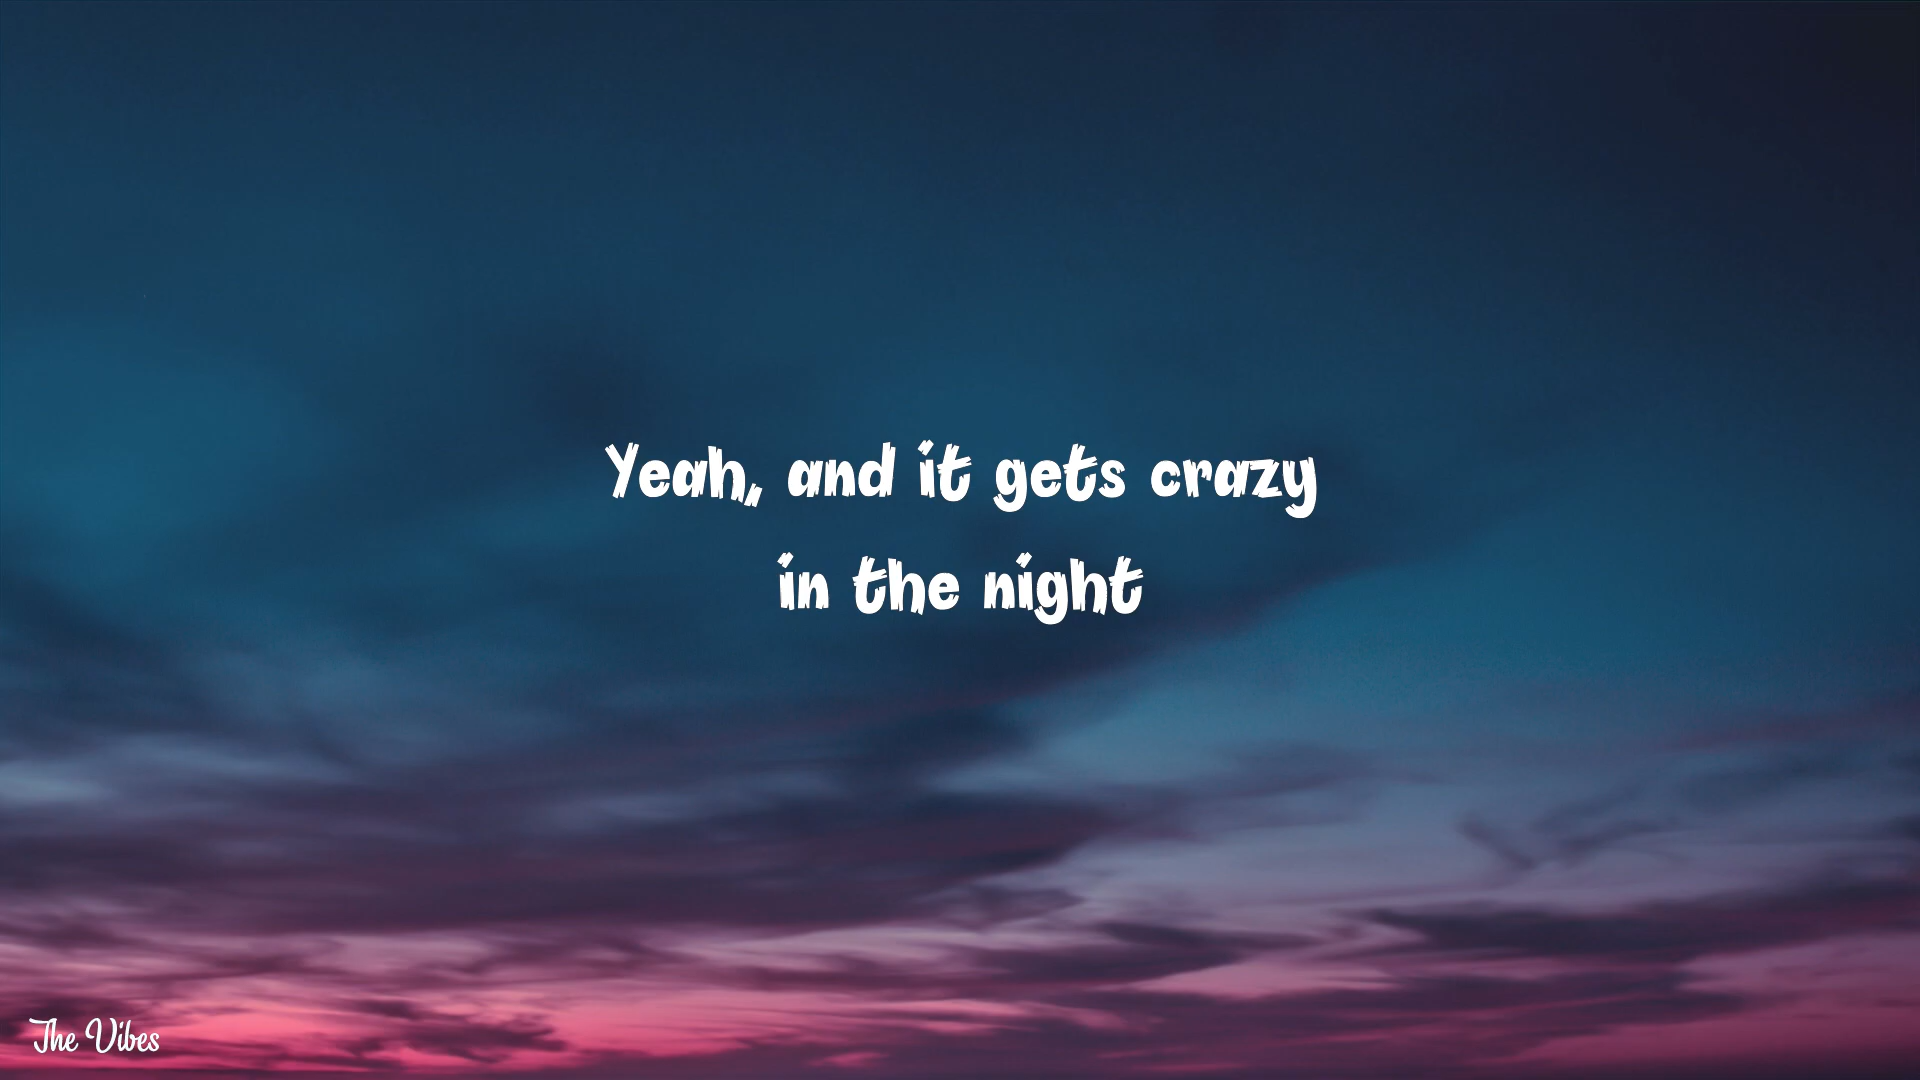 Yeah, and it gets crazy
in the night
The Vibes